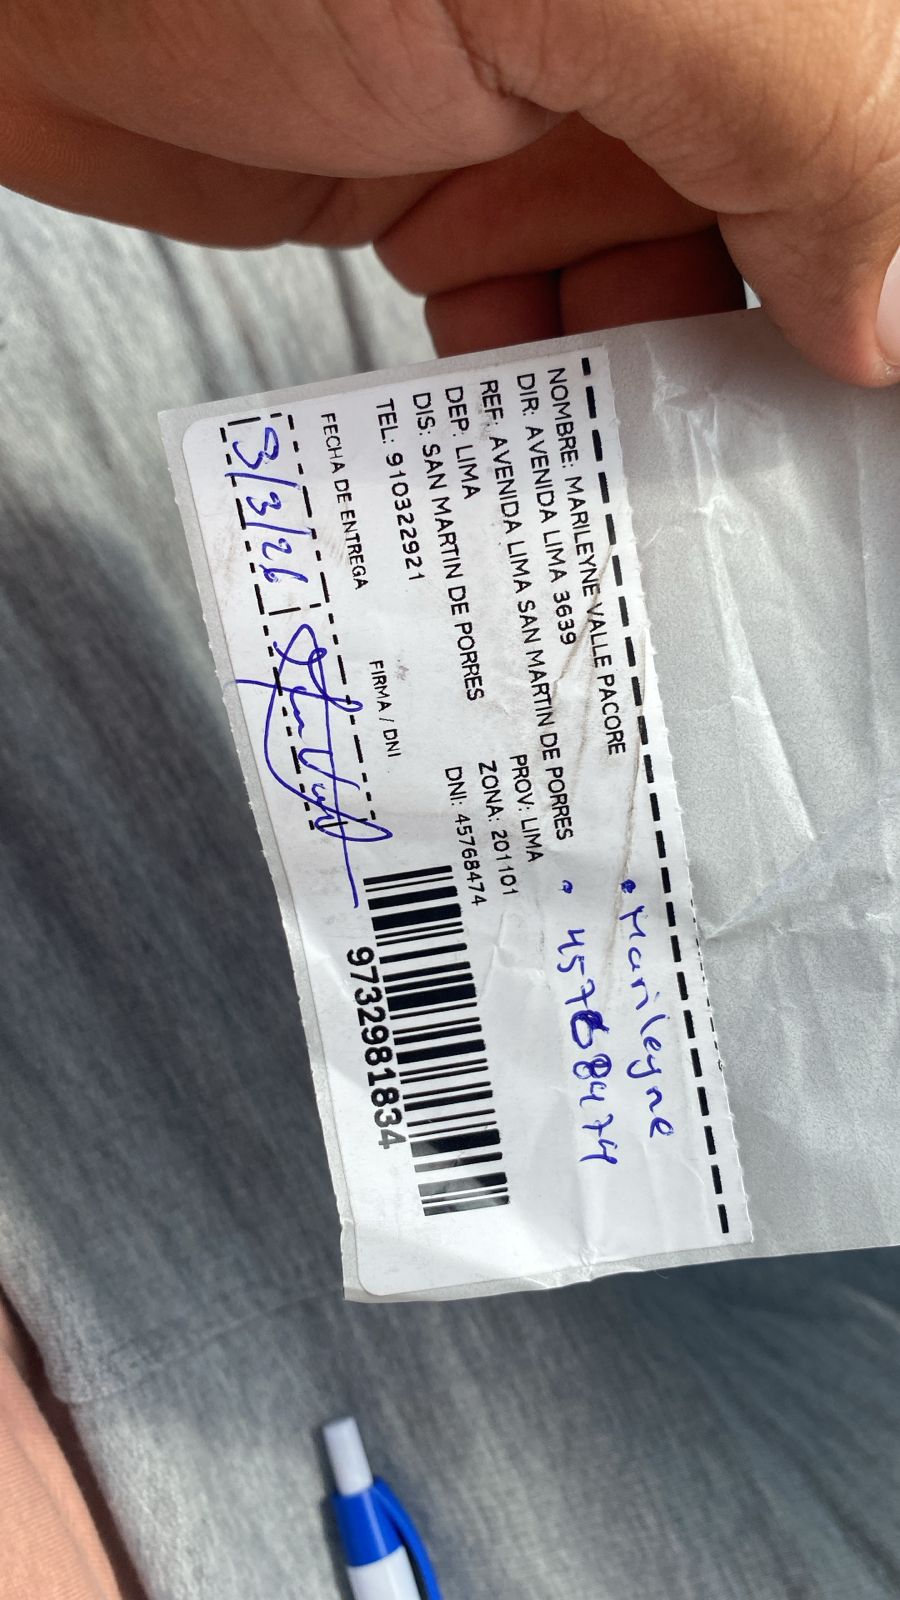 NOMBRE: MARILEYNE VALLE PACORE
• Marileyne
DIR: AVENIDA LIMA 3639
REF: AVENIDA LIMA SAN MARTIN DE PORRES
• 45768474
DEP: LIMA
PROV: LIMA
DIS: SAN MARTIN DE PORRES
ZONA: 201101
TEL: 910322921
DNI: 45768474
FECHA DE ENTREGA
FIRMA / DNI
3/3/26
9732981834